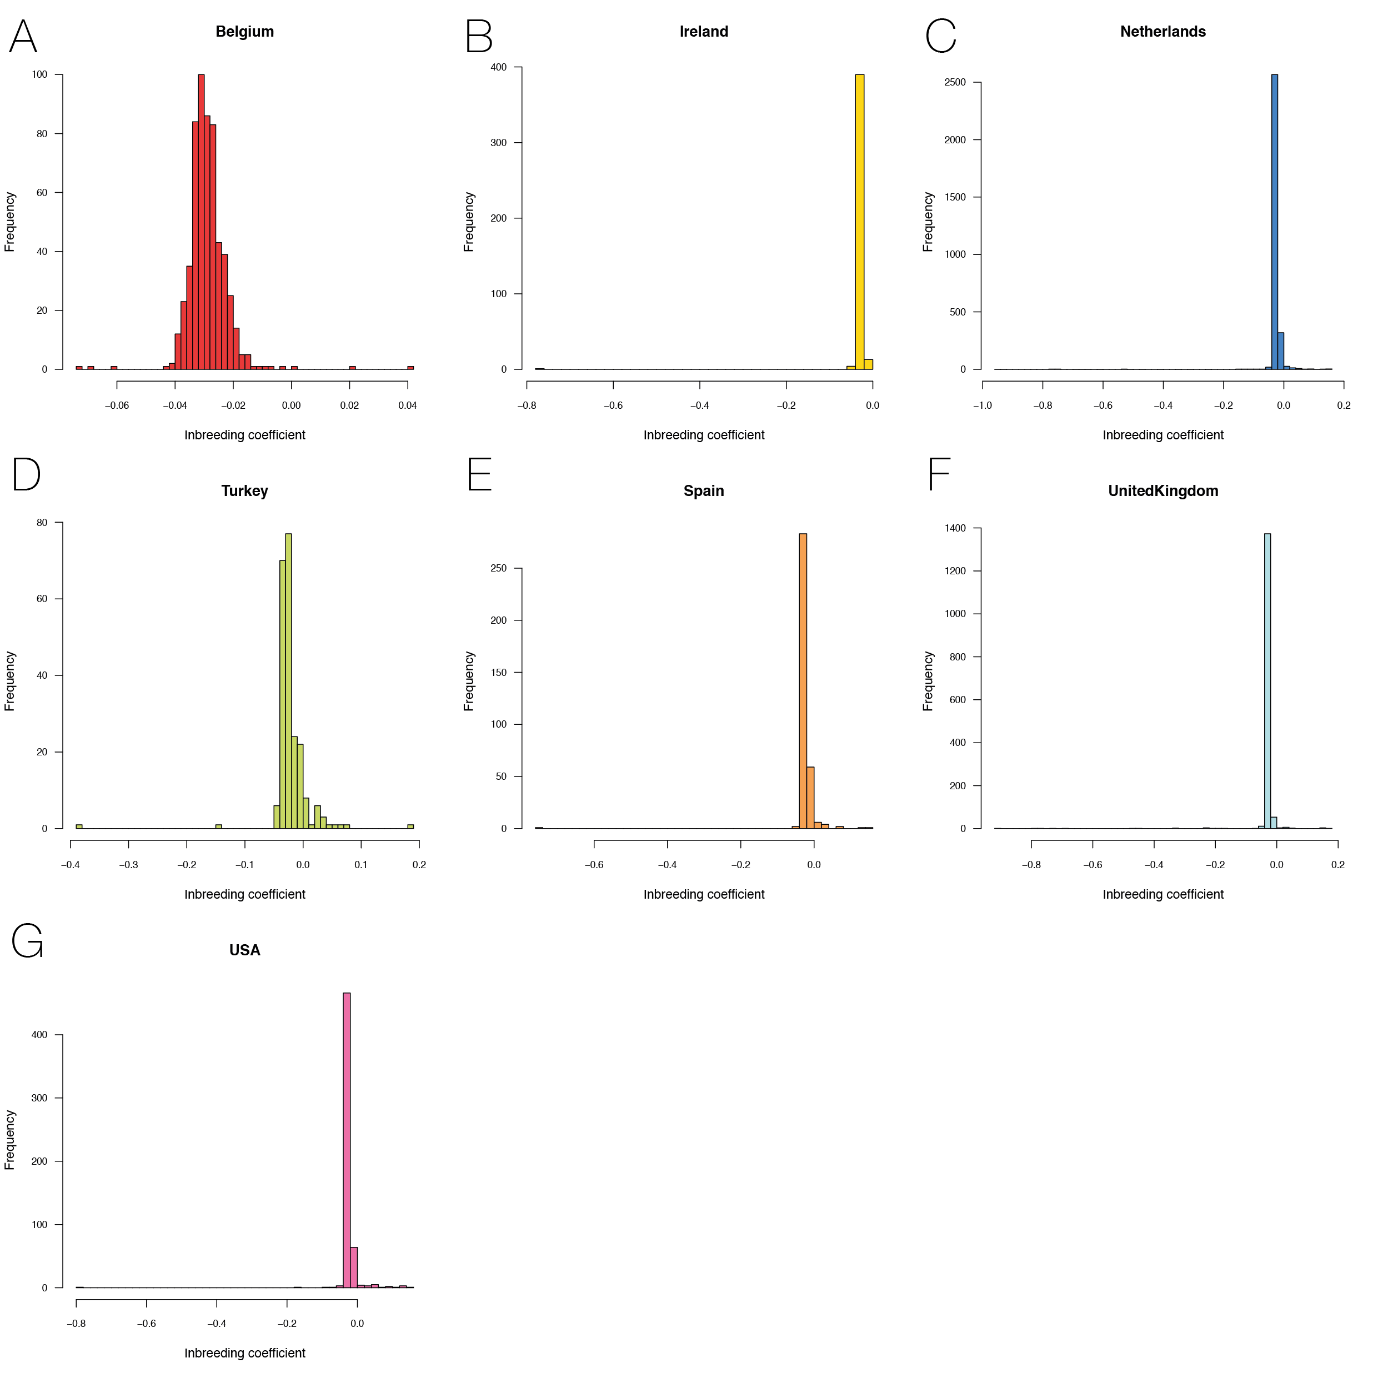 A
Belgium
Frequency
100
80
60
40
20
0
−0.06 −0.04 −0.02 0.00 0.02 0.04
Inbreeding coefficient
B
Ireland
Frequency
400
300
200
100
0
−0.8 −0.6 −0.4 −0.2 0.0
Inbreeding coefficient
C
Netherlands
Frequency
2500
2000
1500
1000
500
0
−1.0 −0.8 −0.6 −0.4 −0.2 0.0 0.2
Inbreeding coefficient
D
Turkey
Frequency
80
60
40
20
0
−0.4 −0.3 −0.2 −0.1 0.0 0.1 0.2
Inbreeding coefficient
E
Spain
Frequency
250
200
150
100
50
0
−0.6 −0.4 −0.2 0.0
Inbreeding coefficient
F
UnitedKingdom
Frequency
1400
1200
1000
800
600
400
200
0
−0.8 −0.6 −0.4 −0.2 0.0 0.2
Inbreeding coefficient
G
USA
Frequency
400
300
200
100
0
−0.8 −0.6 −0.4 −0.2 0.0
Inbreeding coefficient